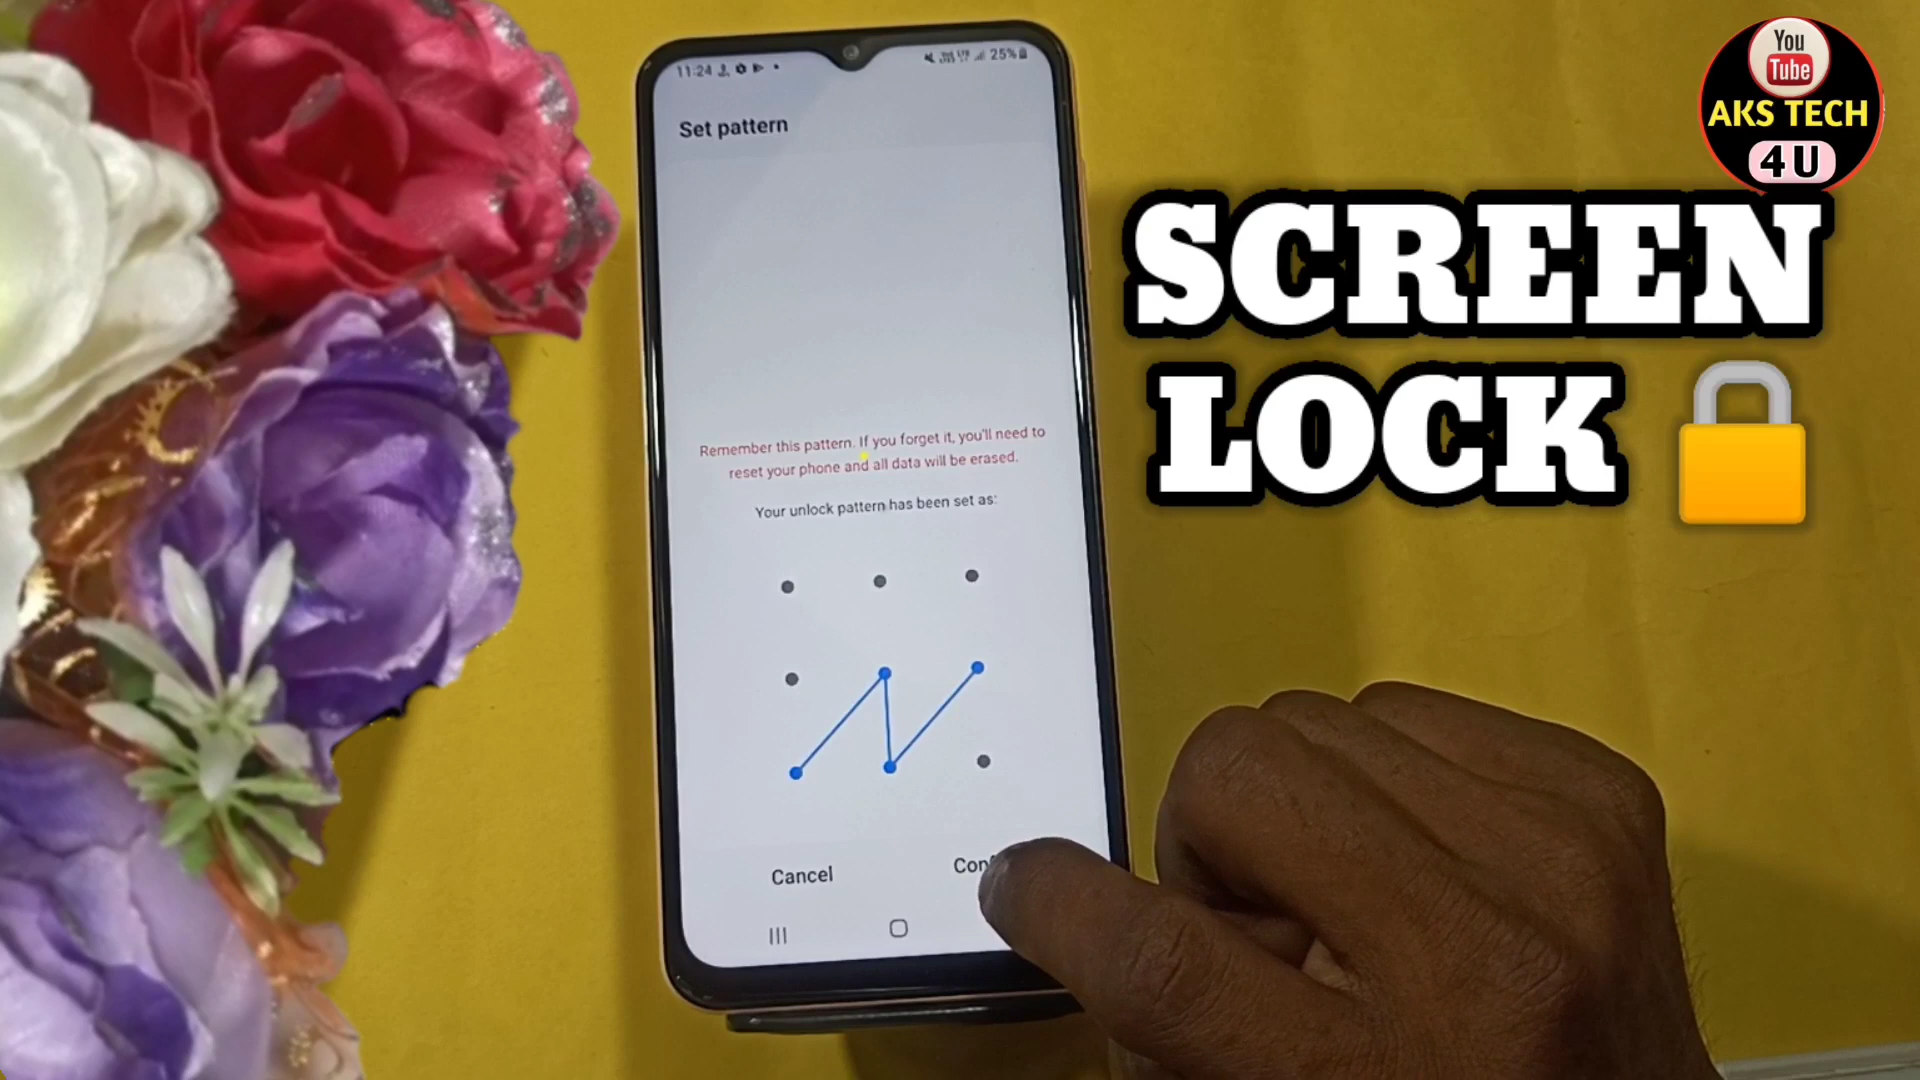 11:24
25%
Set pattern
Remember this pattern. If you forget it, you'll need to
reset your phone and all data will be erased.
Your unlock pattern has been set as:
Cancel
Con
You
Tube
AKS TECH
4 U
SCREEN
LOCK